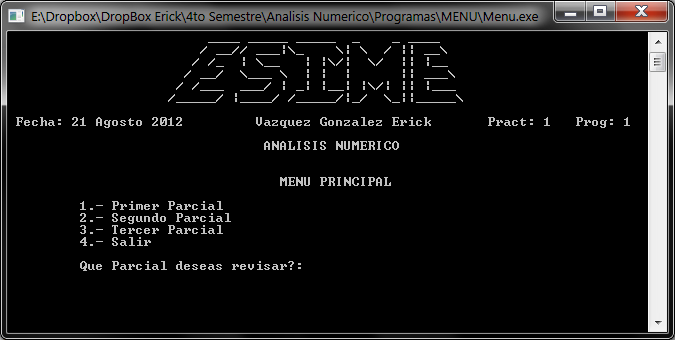 E:\Dropbox\DropBox Erick\4to Semestre\Analisis Numerico\Programas\MENU\Menu.exe
ESIME
Fecha: 21 Agosto 2012 Vazquez Gonzalez Erick Pract: 1 Prog: 1
ANALISIS NUMERICO
MENU PRINCIPAL
1.- Primer Parcial
2.- Segundo Parcial
3.- Tercer Parcial
4.- Salir
Que Parcial deseas revisar?: